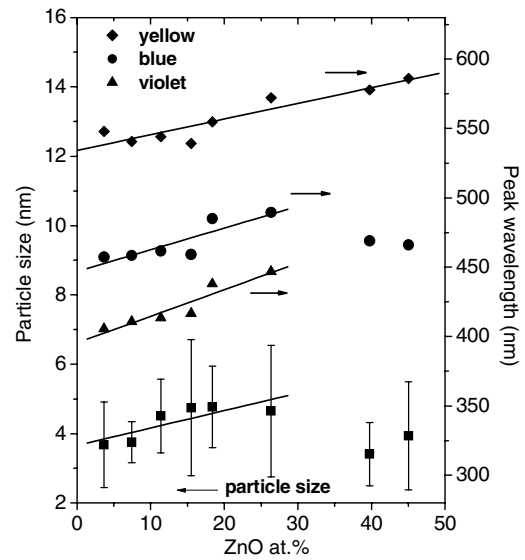 yellow
blue
violet
particle size
Particle size (nm)
16
14
12
10
8
6
4
2
600
550
500
450
400
350
300
Peak wavelength (nm)
0 10 20 30 40 50
ZnO at.%